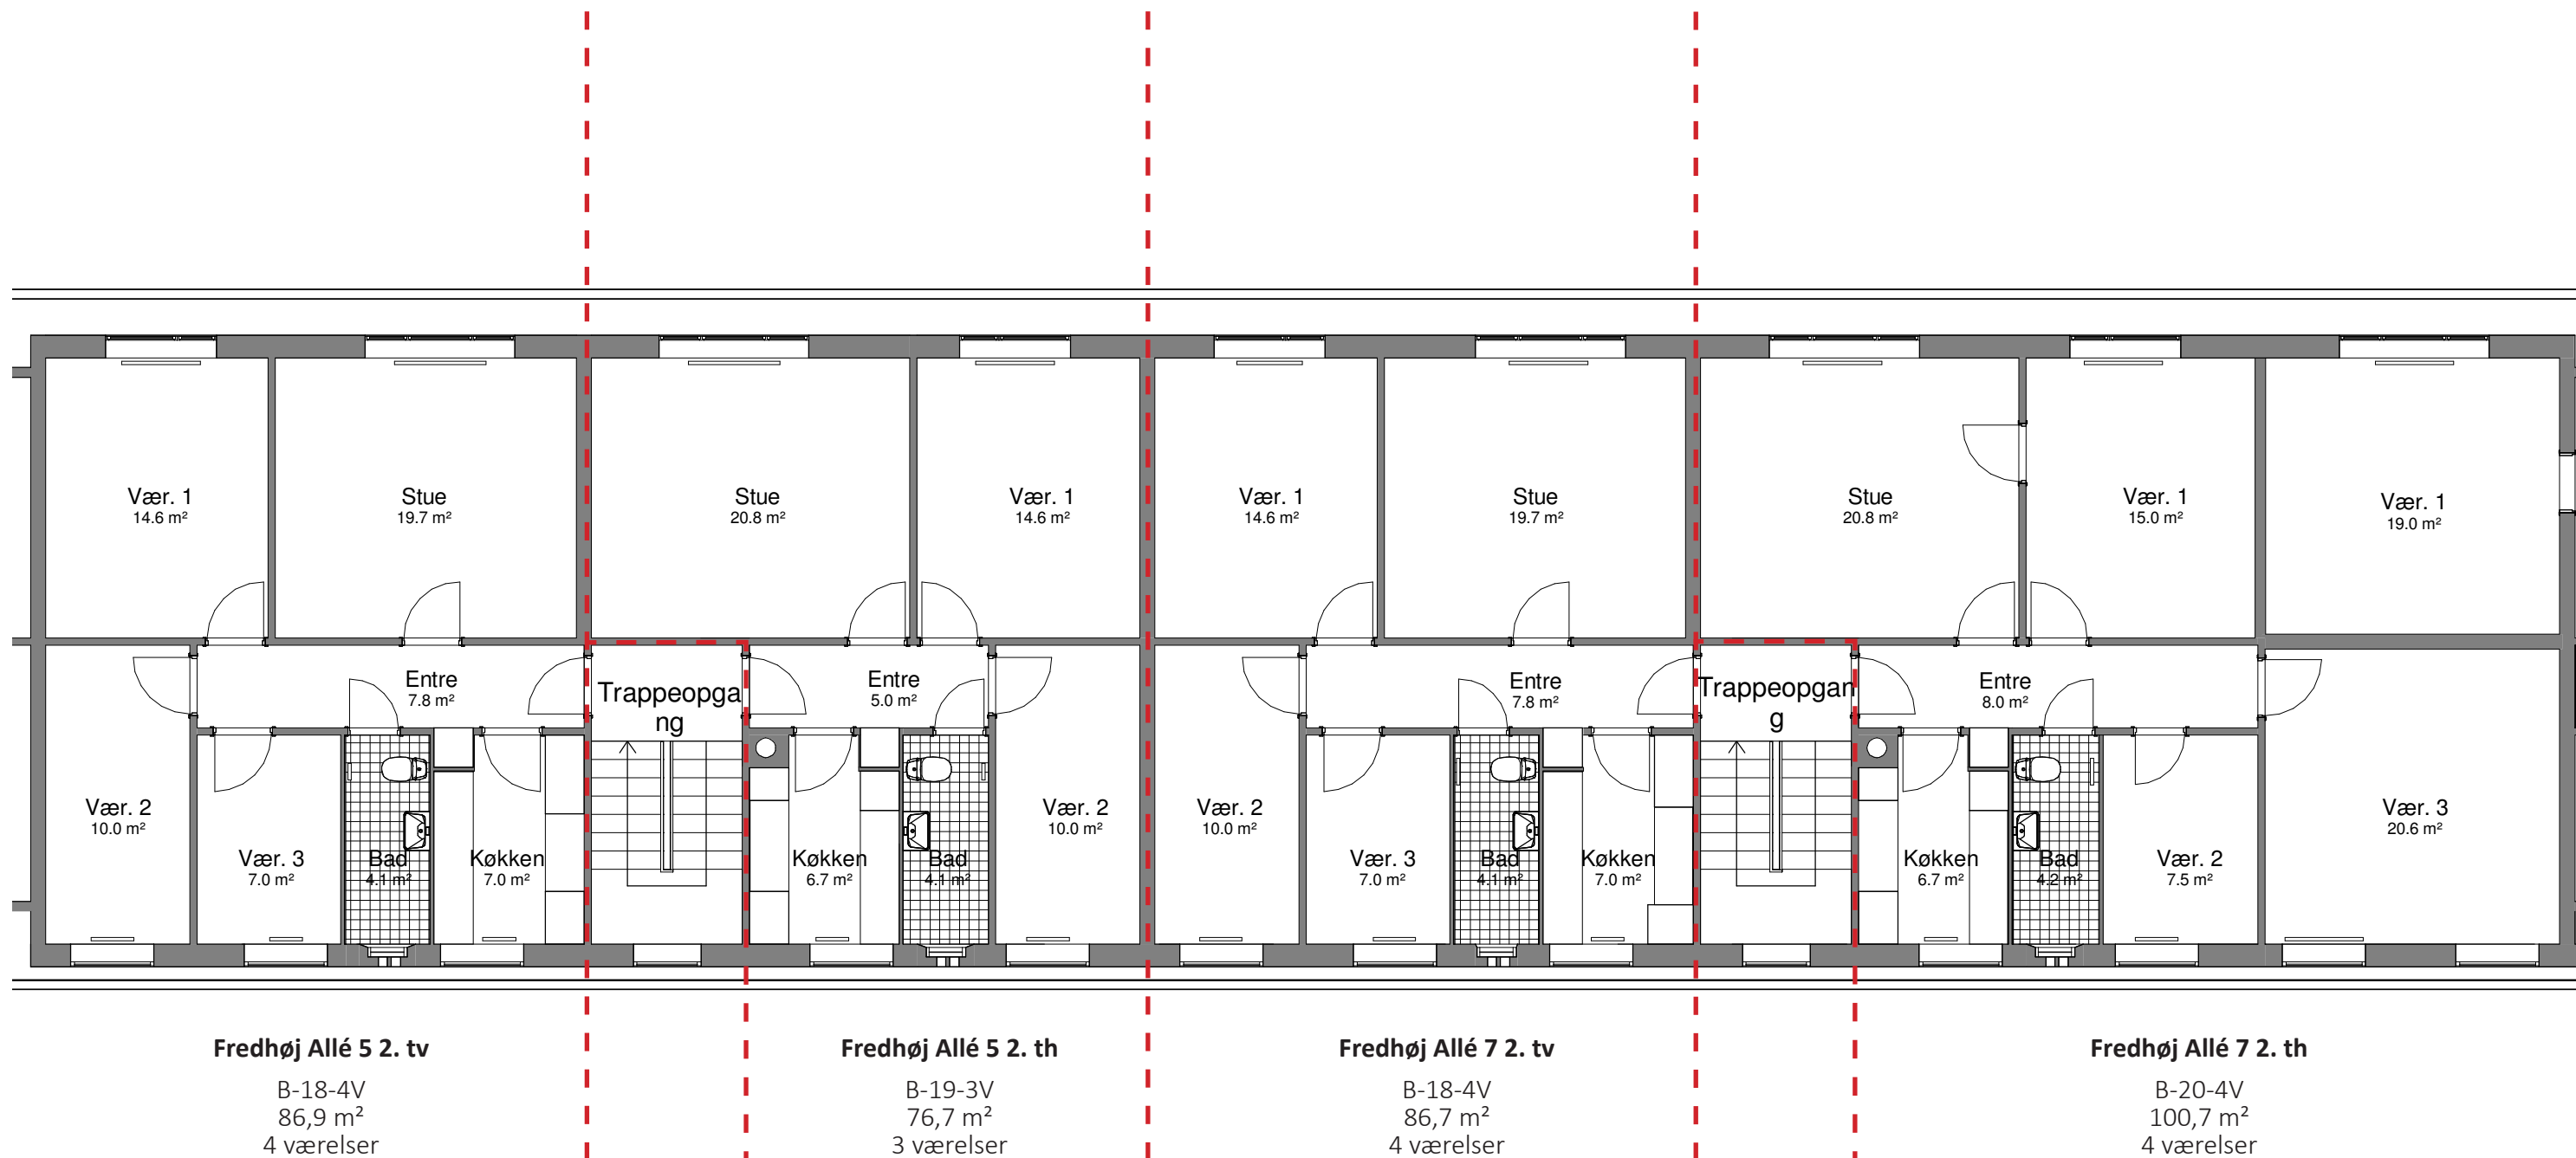 Vær. 1
14.6 m²
Stue
19.7 m²
Stue
20.8 m²
Vær. 1
14.6 m²
Vær. 1
14.6 m²
Stue
19.7 m²
Stue
20.8 m²
Vær. 1
15.0 m²
Vær. 1
19.0 m²
Entre
7.8 m²
Trappeopga
ng
Entre
5.0 m²
Entre
7.8 m²
Trappeopgan
g
Entre
8.0 m²
Vær. 2
10.0 m²
Vær. 3
7.0 m²
Bad
4.1 m²
Køkken
7.0 m²
Køkken
6.7 m²
Bad
4.1 m²
Vær. 2
10.0 m²
Vær. 2
10.0 m²
Vær. 3
7.0 m²
Bad
4.1 m²
Køkken
7.0 m²
Køkken
6.7 m²
Bad
4.2 m²
Vær. 2
7.5 m²
Vær. 3
20.6 m²
Fredhøj Allé 5 2. tv
B-18-4V
86,9 m²
4 værelser
Fredhøj Allé 5 2. th
B-19-3V
76,7 m²
3 værelser
Fredhøj Allé 7 2. tv
B-18-4V
86,7 m²
4 værelser
Fredhøj Allé 7 2. th
B-20-4V
100,7 m²
4 værelser